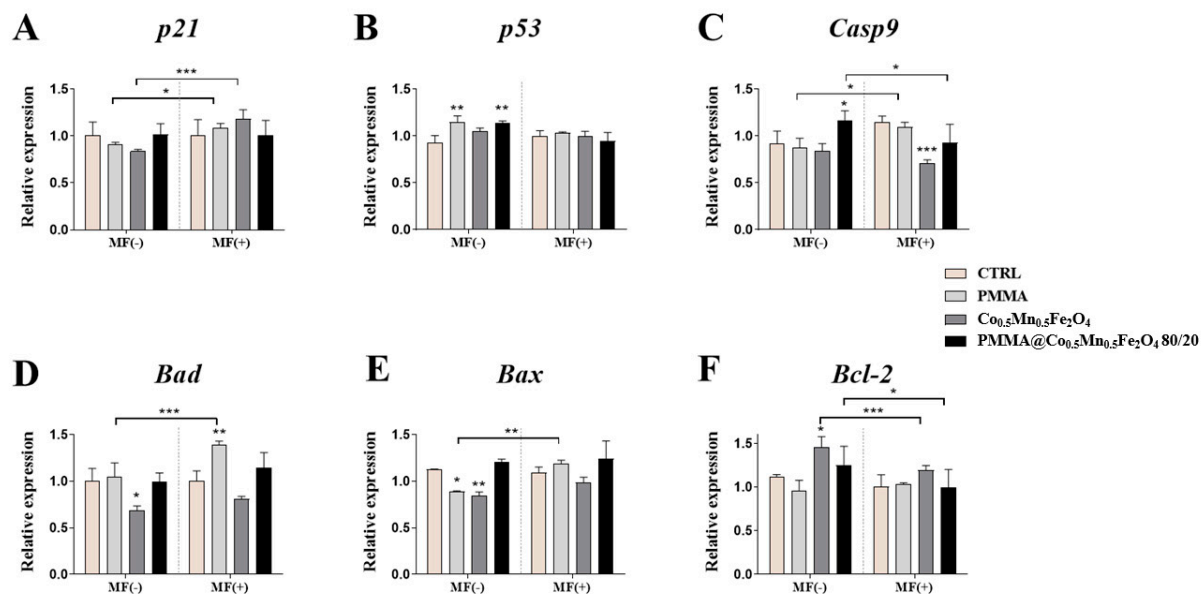 A
p21
Relative expression
1.5
1.0
0.5
0.0
***
*
MF(-)
MF(+)
B
p53
Relative expression
1.5
1.0
0.5
0.0
**
**
MF(-)
MF(+)
C
Casp9
Relative expression
1.5
1.0
0.5
0.0
*
*
*
***
MF(-)
MF(+)
CTRL
PMMA
Co₀.₅Mn₀.₅Fe₂O₄
PMMA@Co₀.₅Mn₀.₅Fe₂O₄ 80/20
D
Bad
Relative expression
1.5
1.0
0.5
0.0
***
**
*
MF(-)
MF(+)
E
Bax
Relative expression
1.5
1.0
0.5
0.0
**
*
**
MF(-)
MF(+)
F
Bcl-2
Relative expression
1.5
1.0
0.5
0.0
*
***
*
MF(-)
MF(+)